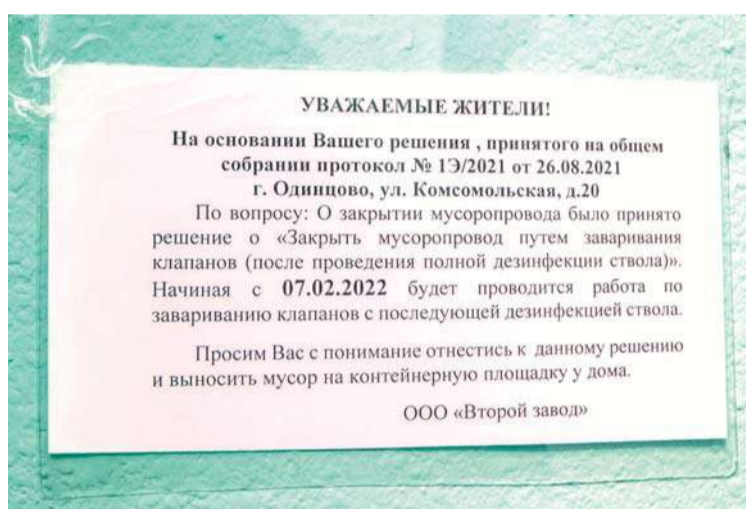 УВАЖАЕМЫЕ ЖИТЕЛИ!
На основании Вашего решения , принятого на общем
собрании протокол № 1Э/2021 от 26.08.2021
г. Одинцово, ул. Комсомольская, д.20
По вопросу: О закрытии мусоропровода было принято
решение о «Закрыть мусоропровод путем заваривания
клапанов (после проведения полной дезинфекции ствола)».
Начиная с 07.02.2022 будет проводится работа по
завариванию клапанов с последующей дезинфекцией ствола.
Просим Вас с понимание отнестись к данному решению
и выносить мусор на контейнерную площадку у дома.
ООО «Второй завод»